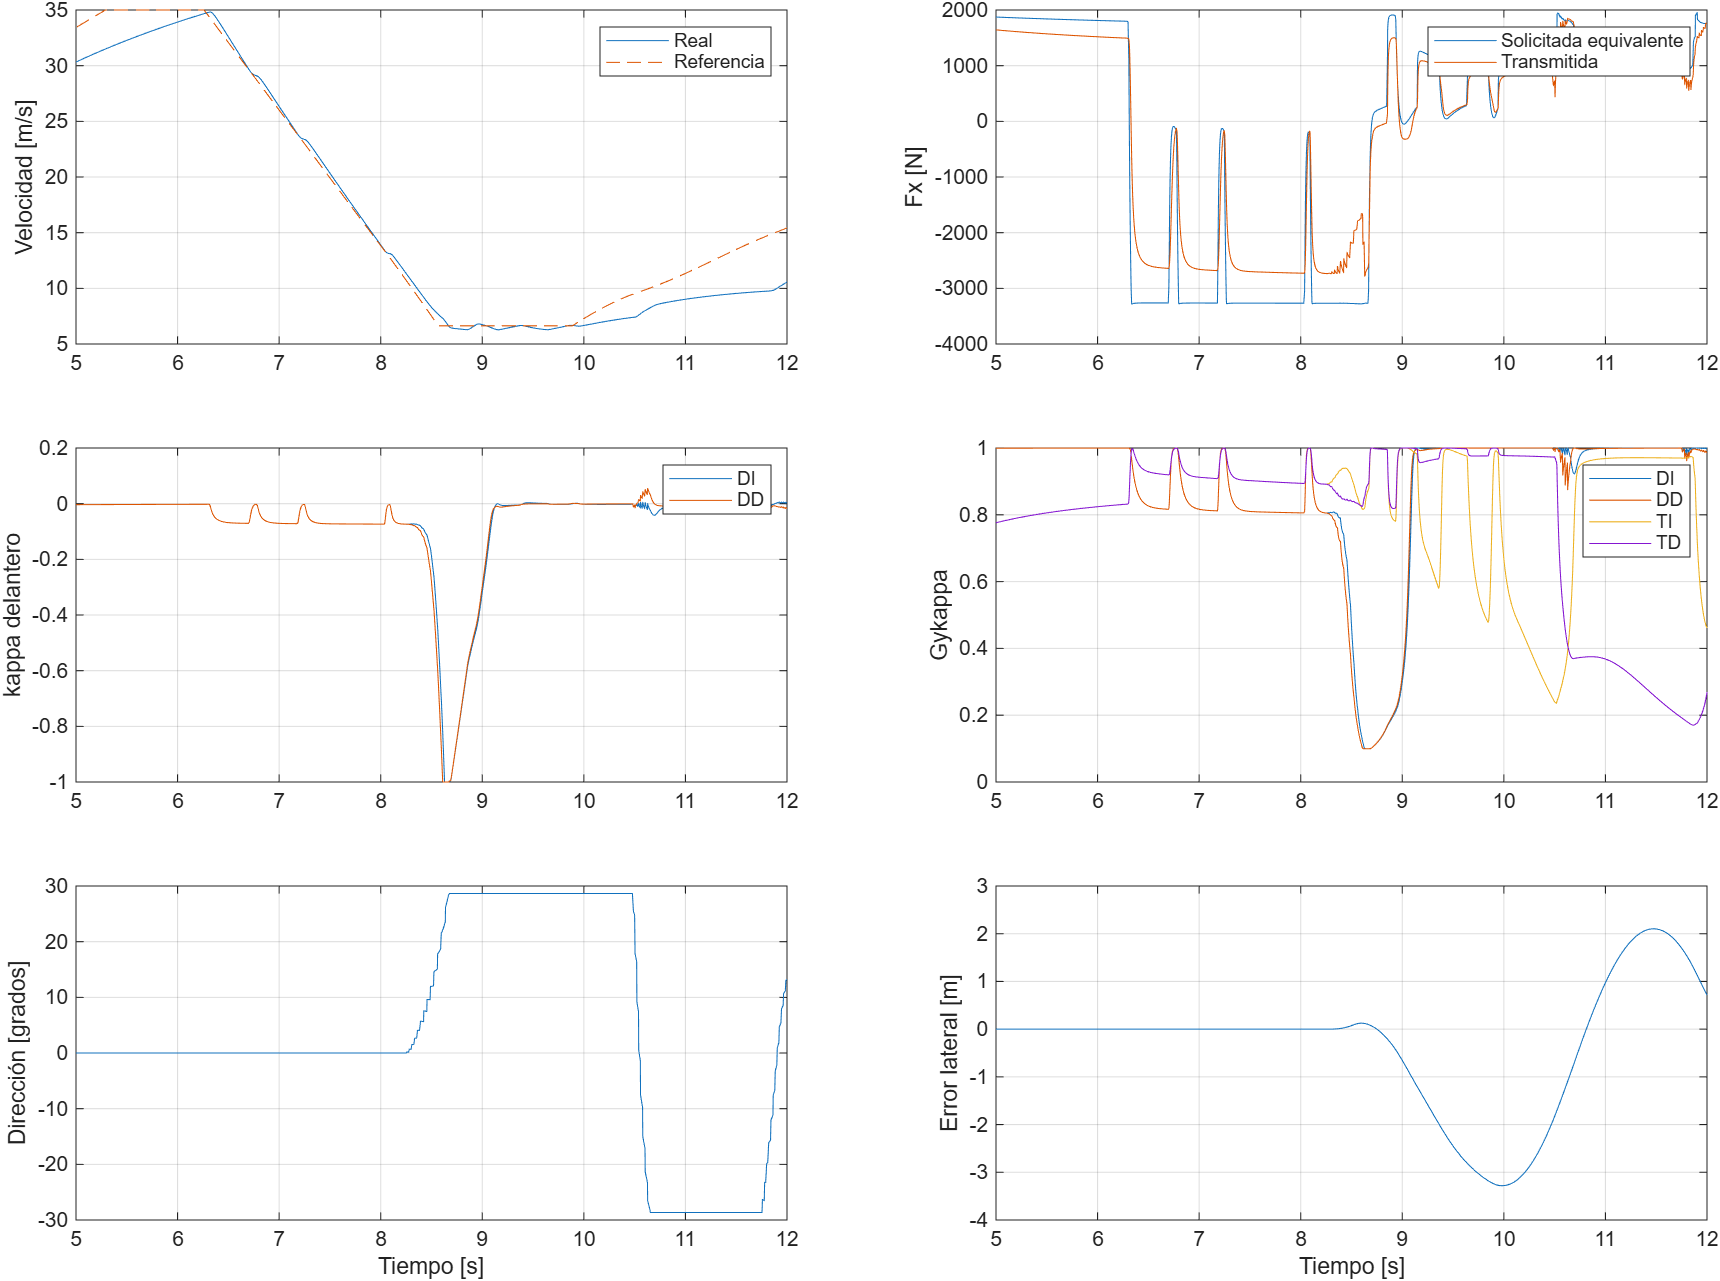 Velocidad [m/s]
35
30
25
20
15
10
5
5 6 7 8 9 10 11 12
Real
Referencia
Fx [N]
2000
1000
0
-1000
-2000
-3000
-4000
5 6 7 8 9 10 11 12
Solicitada equivalente
Transmitida
kappa delantero
0.2
0
-0.2
-0.4
-0.6
-0.8
-1
5 6 7 8 9 10 11 12
DI
DD
Gykappa
1
0.8
0.6
0.4
0.2
0
5 6 7 8 9 10 11 12
DI
DD
TI
TD
Dirección [grados]
30
20
10
0
-10
-20
-30
5 6 7 8 9 10 11 12
Tiempo [s]
Error lateral [m]
3
2
1
0
-1
-2
-3
-4
5 6 7 8 9 10 11 12
Tiempo [s]